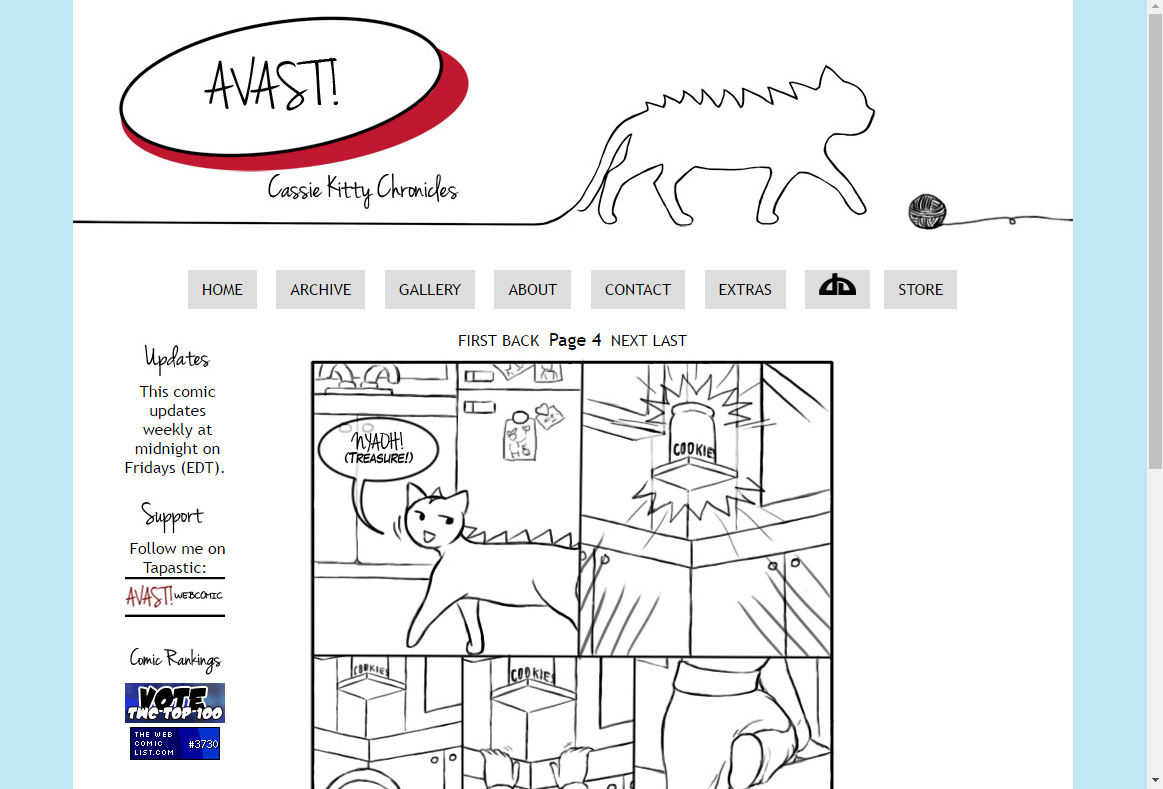 AVAST!
Cassie Kitty Chronicles
HOME ARCHIVE GALLERY ABOUT CONTACT EXTRAS STORE
FIRST BACK Page 4 NEXT LAST
Updates
This comic
updates
weekly at
midnight on
Fridays (EDT).
Support
Follow me on
Tapastic:
AVAST! WEBCOMIC
Comic Rankings
VOTE
TWC-TOP-100
THE WEB
COMIC
LIST.COM
#3730
NYAOH!
(TREASURE!)
COOKIES
COOKIES
COOKIES